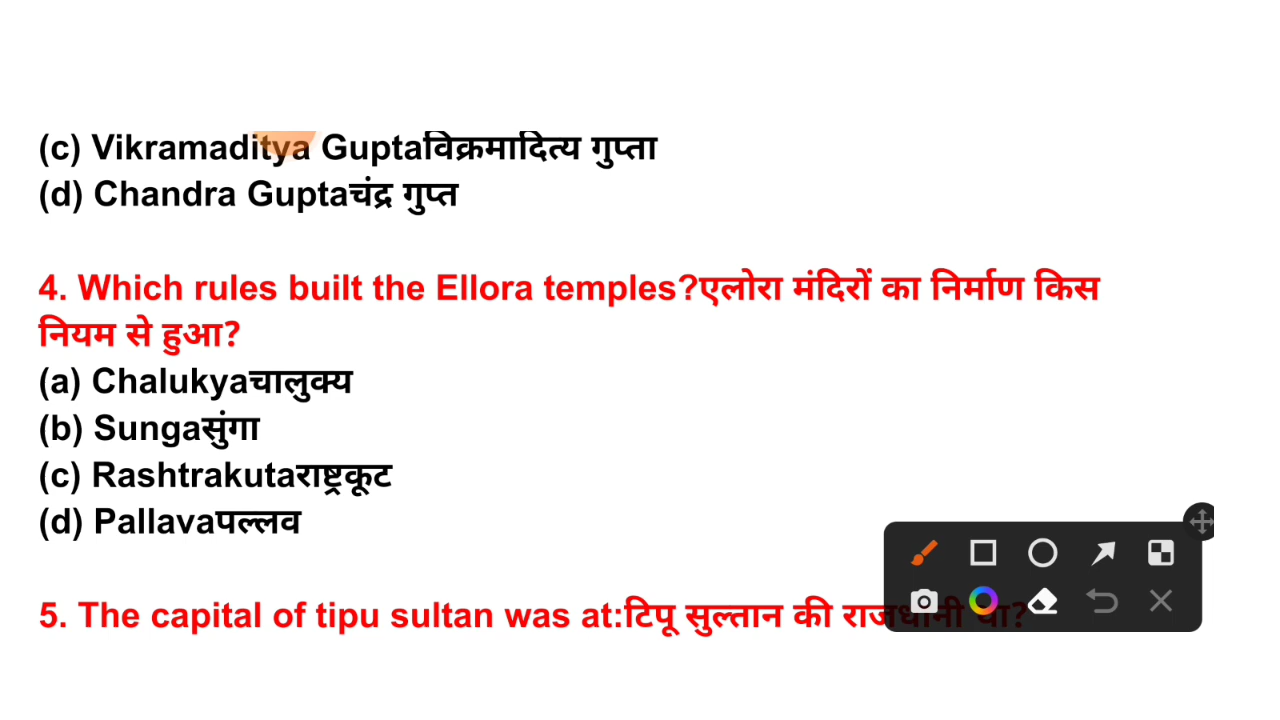 (c) Vikramaditya Guptaविक्रमादित्य गुप्ता
(d) Chandra Guptaचंद्र गुप्त
4. Which rules built the Ellora temples?एलोरा मंदिरों का निर्माण किस
नियम से हुआ?
(a) Chalukyaचालुक्य
(b) Sungaसुंगा
(c) Rashtrakutaराष्ट्रकूट
(d) Pallavaपल्लव
5. The capital of tipu sultan was at:टिपू सुल्तान की राजधानी था?